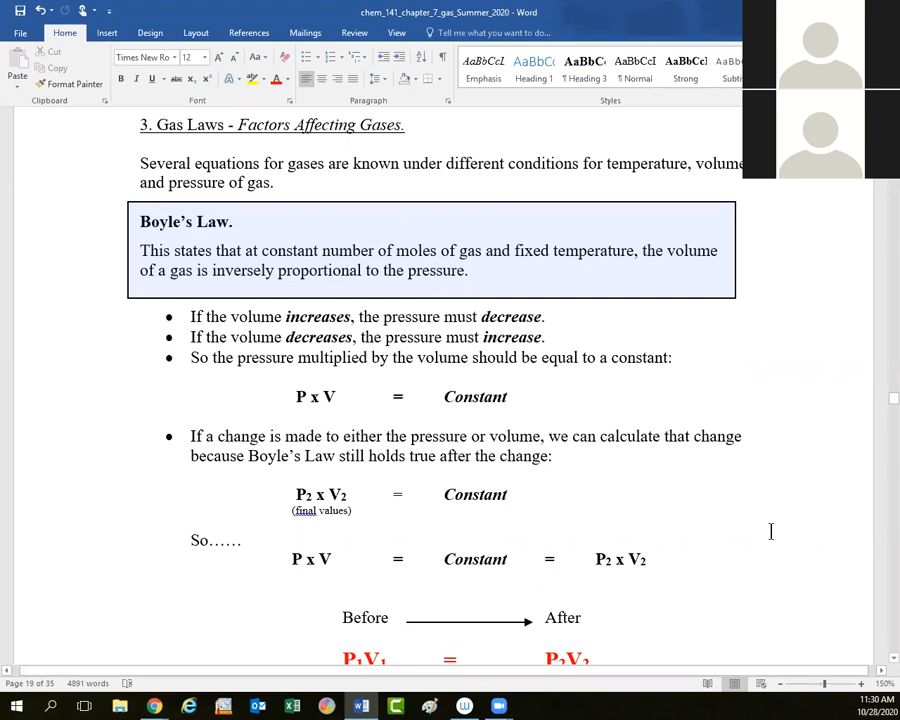 chem_141_chapter_7_gas_Summer_2020 - Word
File Home Insert Design Layout References Mailings Review View Tell me what you want to do...
Paste
Cut
Copy
Format Painter
Times New Ro 12
Emphasis Heading 1 ¶ Heading 3 ¶ Normal Strong
Clipboard Font Paragraph Styles
3. Gas Laws - Factors Affecting Gases.
Several equations for gases are known under different conditions for temperature, volume
and pressure of gas.
Boyle’s Law.
This states that at constant number of moles of gas and fixed temperature, the volume
of a gas is inversely proportional to the pressure.
• If the volume increases, the pressure must decrease.
• If the volume decreases, the pressure must increase.
• So the pressure multiplied by the volume should be equal to a constant:
P x V = Constant
• If a change is made to either the pressure or volume, we can calculate that change
because Boyle’s Law still holds true after the change:
P₂ x V₂ = Constant
(final values)
So……
P x V = Constant = P₂ x V₂
Before After
P₁V₁ = P₂V₂
Page 19 of 35 4891 words 150%
11:30 AM
10/28/2020